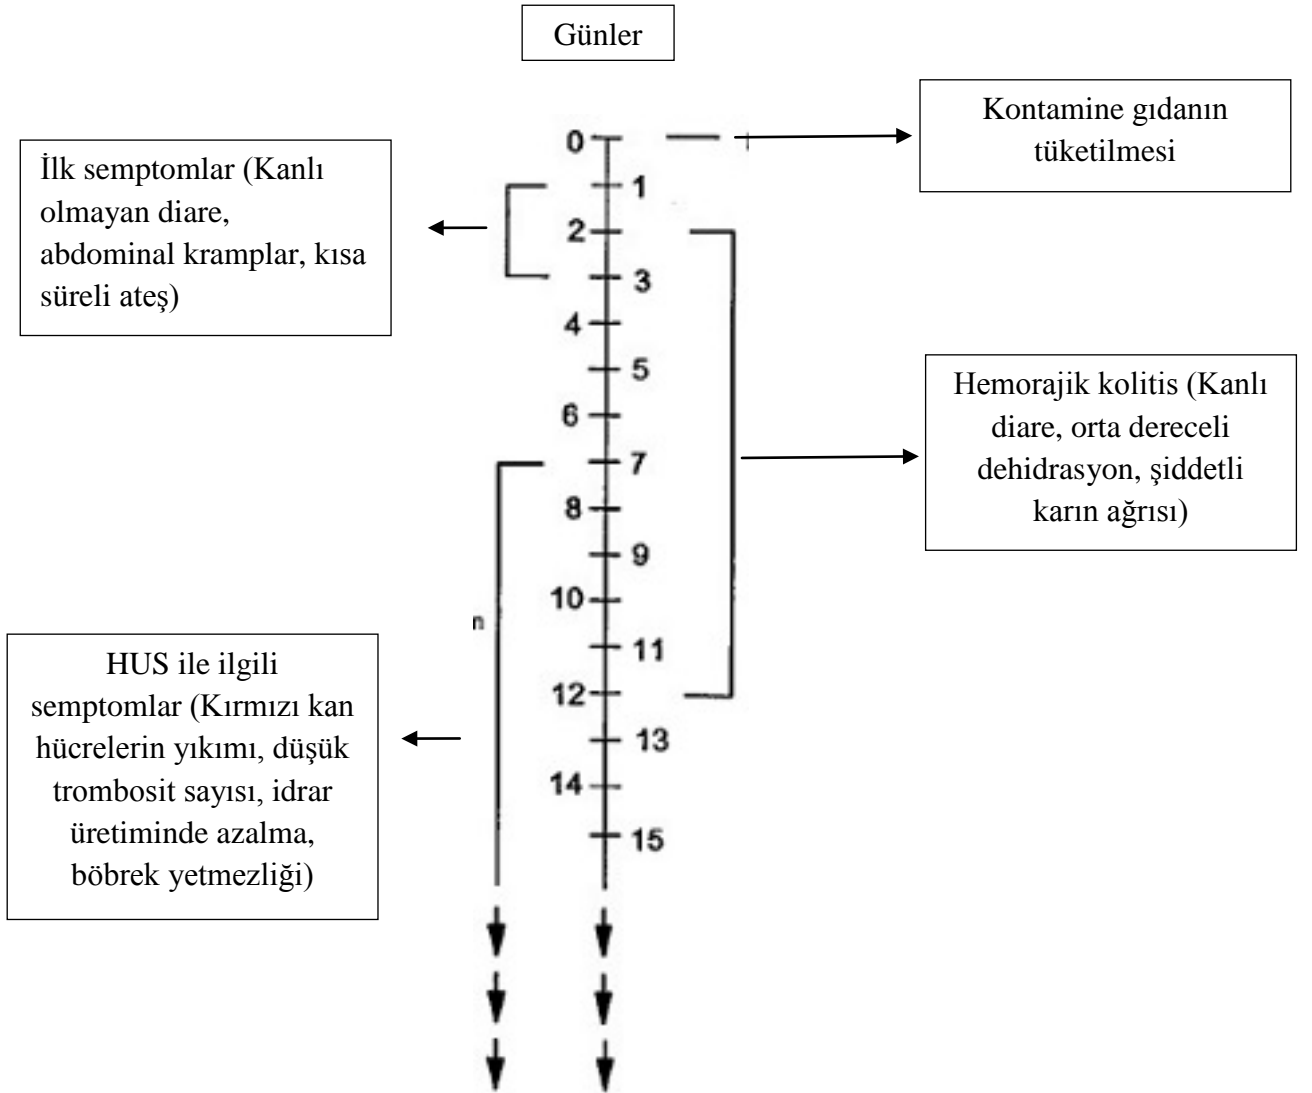 Günler
Kontamine gıdanın
tüketilmesi
İlk semptomlar (Kanlı
olmayan diare,
abdominal kramplar, kısa
süreli ateş)
0
1
2
3
4
5
6
7
8
9
10
11
12
13
14
15
Hemorajik kolitis (Kanlı
diare, orta dereceli
dehidrasyon, şiddetli
karın ağrısı)
n
HUS ile ilgili
semptomlar (Kırmızı kan
hücrelerin yıkımı, düşük
trombosit sayısı, idrar
üretiminde azalma,
böbrek yetmezliği)